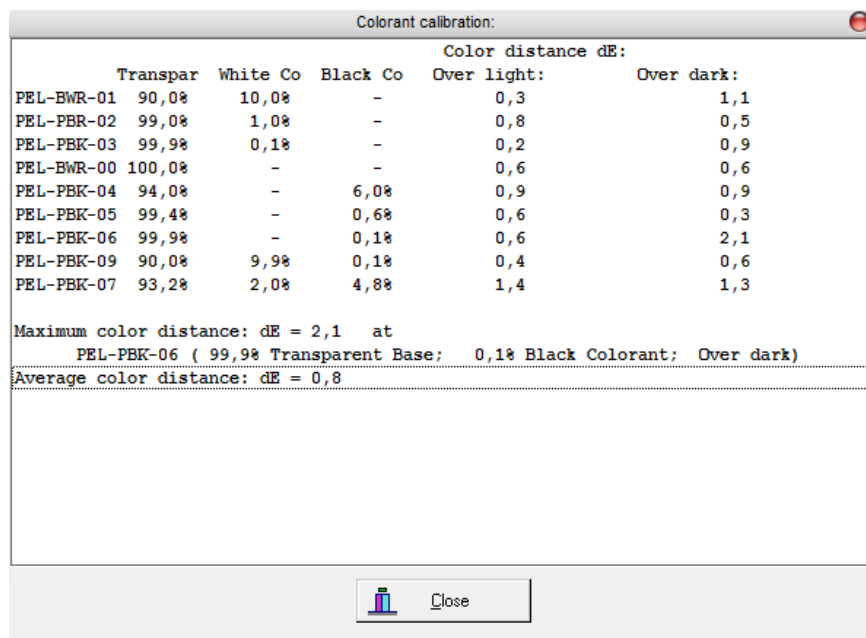 Colorant calibration:
Color distance dE:
Transpar White Co Black Co Over light: Over dark:
PEL-BWR-01 90,0% 10,0% - 0,3 1,1
PEL-PBR-02 99,0% 1,0% - 0,8 0,5
PEL-PBK-03 99,9% 0,1% - 0,2 0,9
PEL-BWR-00 100,0% - - 0,6 0,6
PEL-PBK-04 94,0% - 6,0% 0,9 0,9
PEL-PBK-05 99,4% - 0,6% 0,6 0,3
PEL-PBK-06 99,9% - 0,1% 0,6 2,1
PEL-PBK-09 90,0% 9,9% 0,1% 0,4 0,6
PEL-PBK-07 93,2% 2,0% 4,8% 1,4 1,3
Maximum color distance: dE = 2,1 at
PEL-PBK-06 ( 99,9% Transparent Base; 0,1% Black Colorant; Over dark)
Average color distance: dE = 0,8
Close